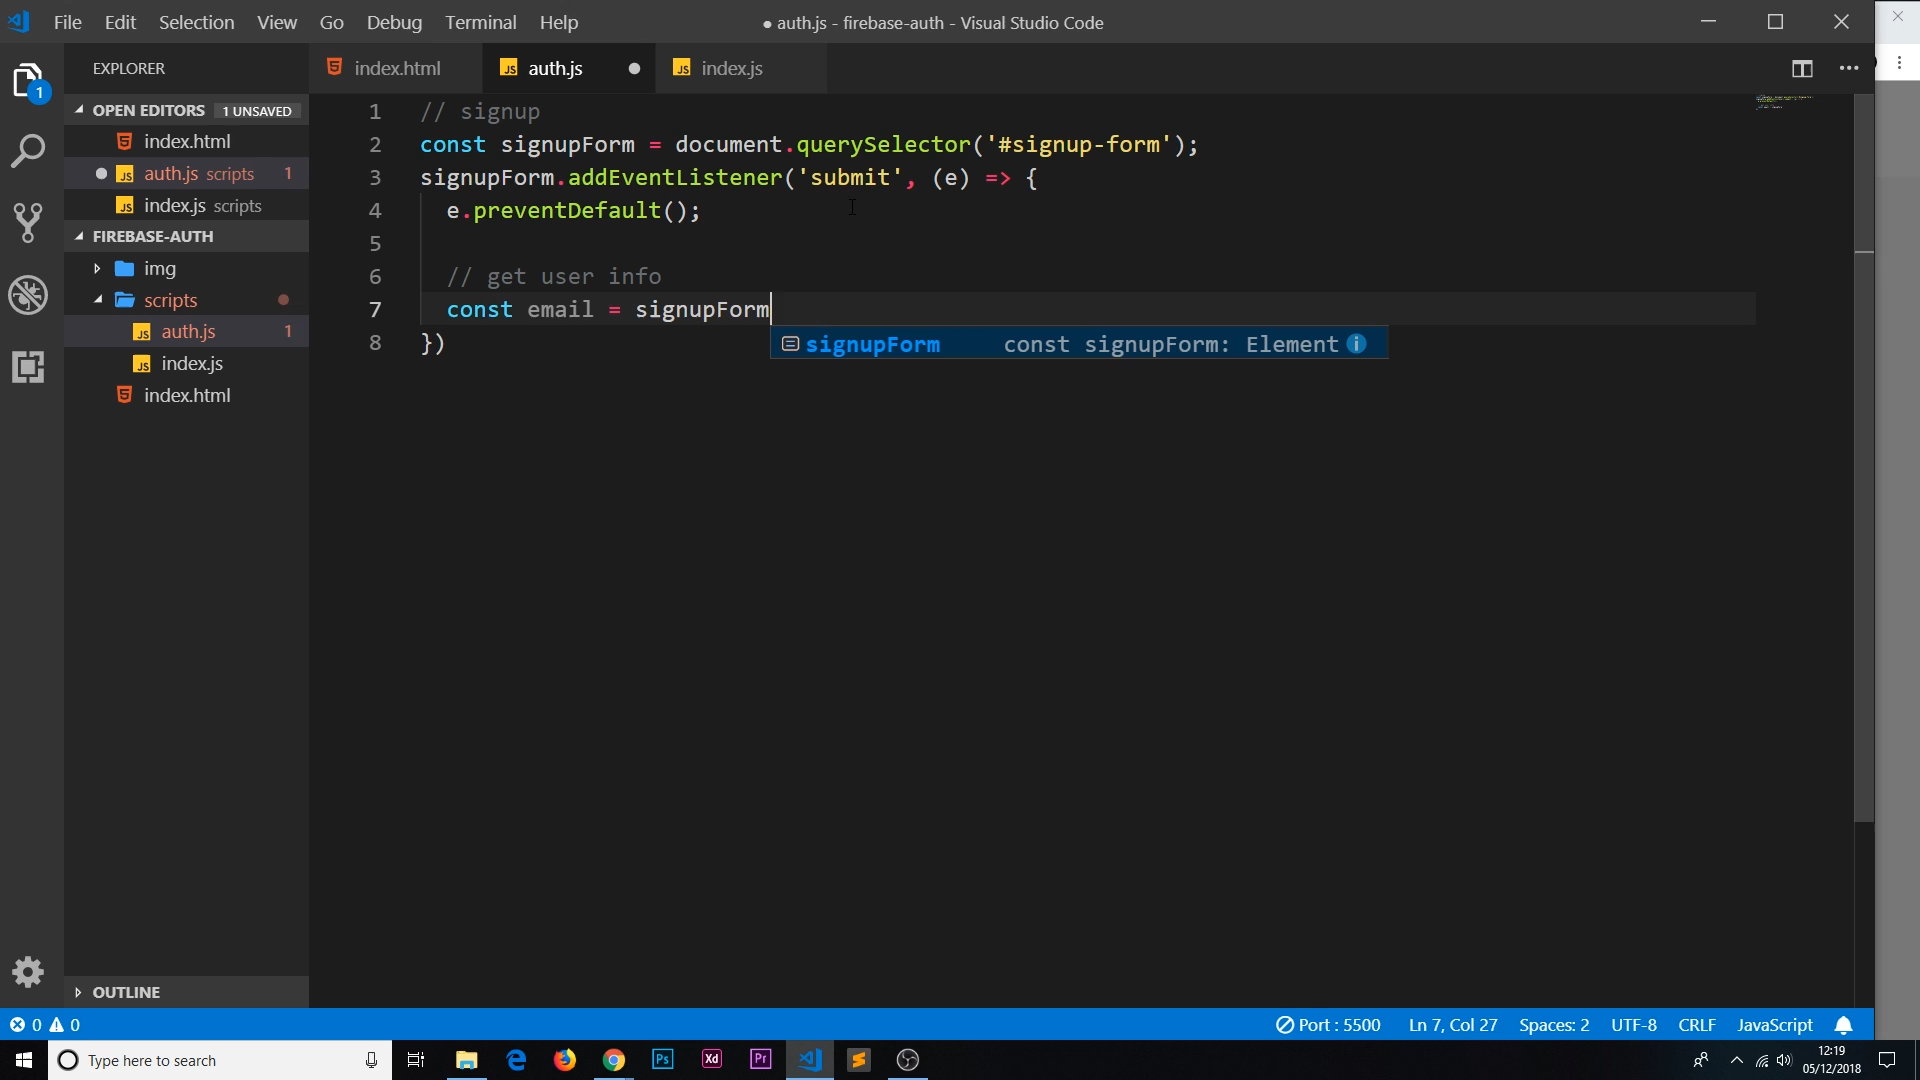 File Edit Selection View Go Debug Terminal Help
● auth.js - firebase-auth - Visual Studio Code
EXPLORER
OPEN EDITORS 1 UNSAVED
index.html
auth.js scripts 1
index.js scripts
FIREBASE-AUTH
img
scripts
auth.js 1
index.js
index.html
OUTLINE
index.html auth.js index.js
1 // signup
2 const signupForm = document.querySelector('#signup-form');
3 signupForm.addEventListener('submit', (e) => {
4 e.preventDefault();
5
6 // get user info
7 const email = signupForm
signupForm const signupForm: Element
8 })
0 0 Port : 5500 Ln 7, Col 27 Spaces: 2 UTF-8 CRLF JavaScript
Type here to search
Ps Xd Pr
12:19
05/12/2018